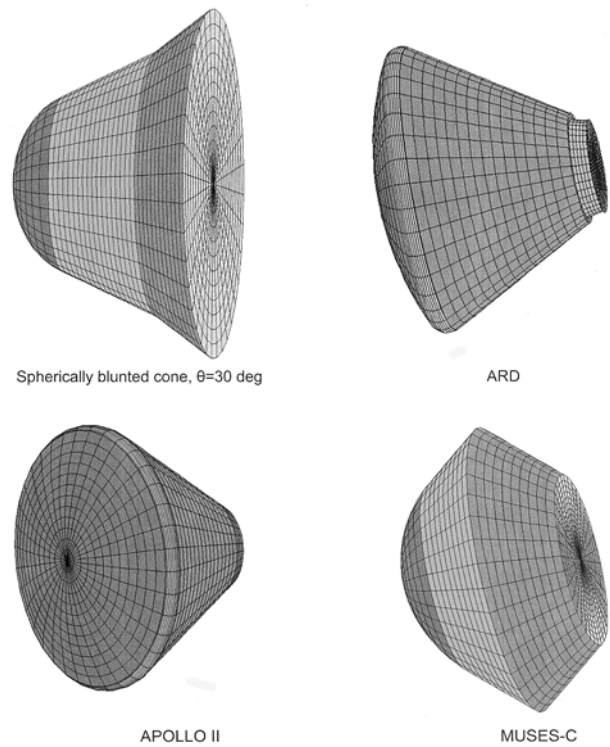 Spherically blunted cone, θ=30 deg
ARD
APOLLO II
MUSES-C